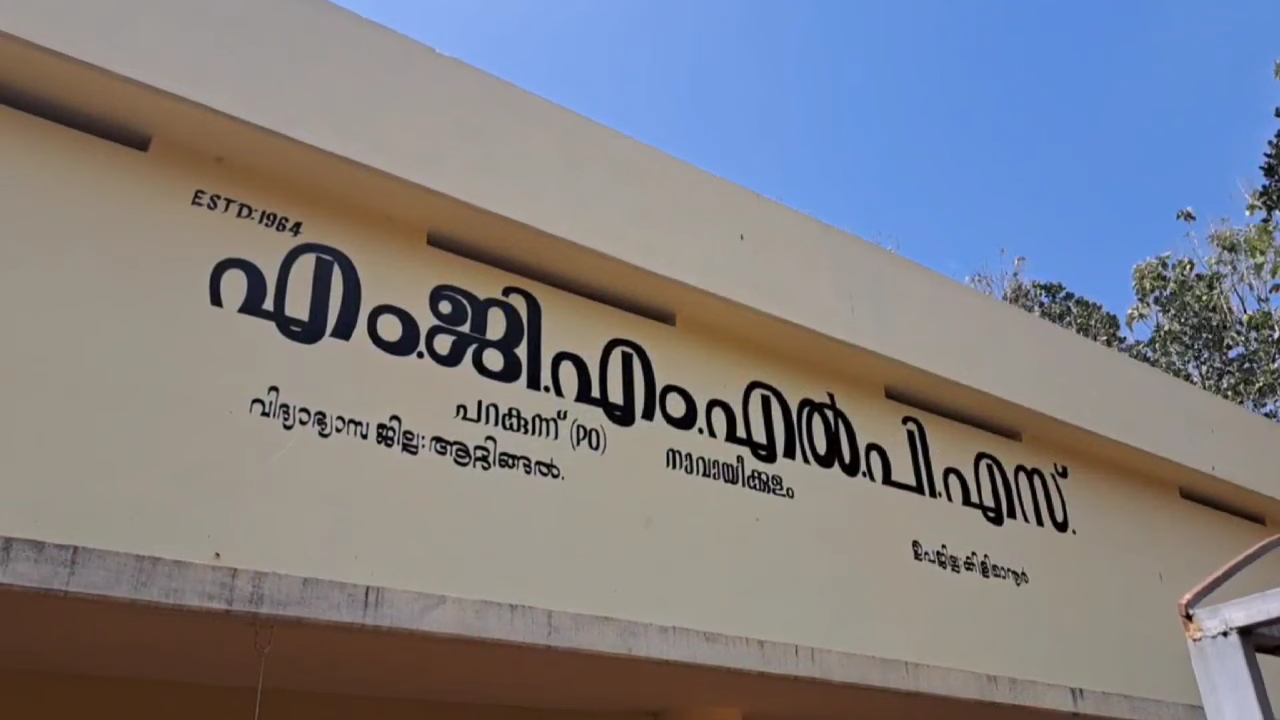 ESTD:1964
എം.ജി.എം.എൽ.പി.എസ്.
പറകുന്ന് (PO)
നാവായിക്കുളം
വിദ്യാഭ്യാസ ജില്ല:ആറ്റിങ്ങൽ.
ഉപജില്ല:കിളിമാനൂർ